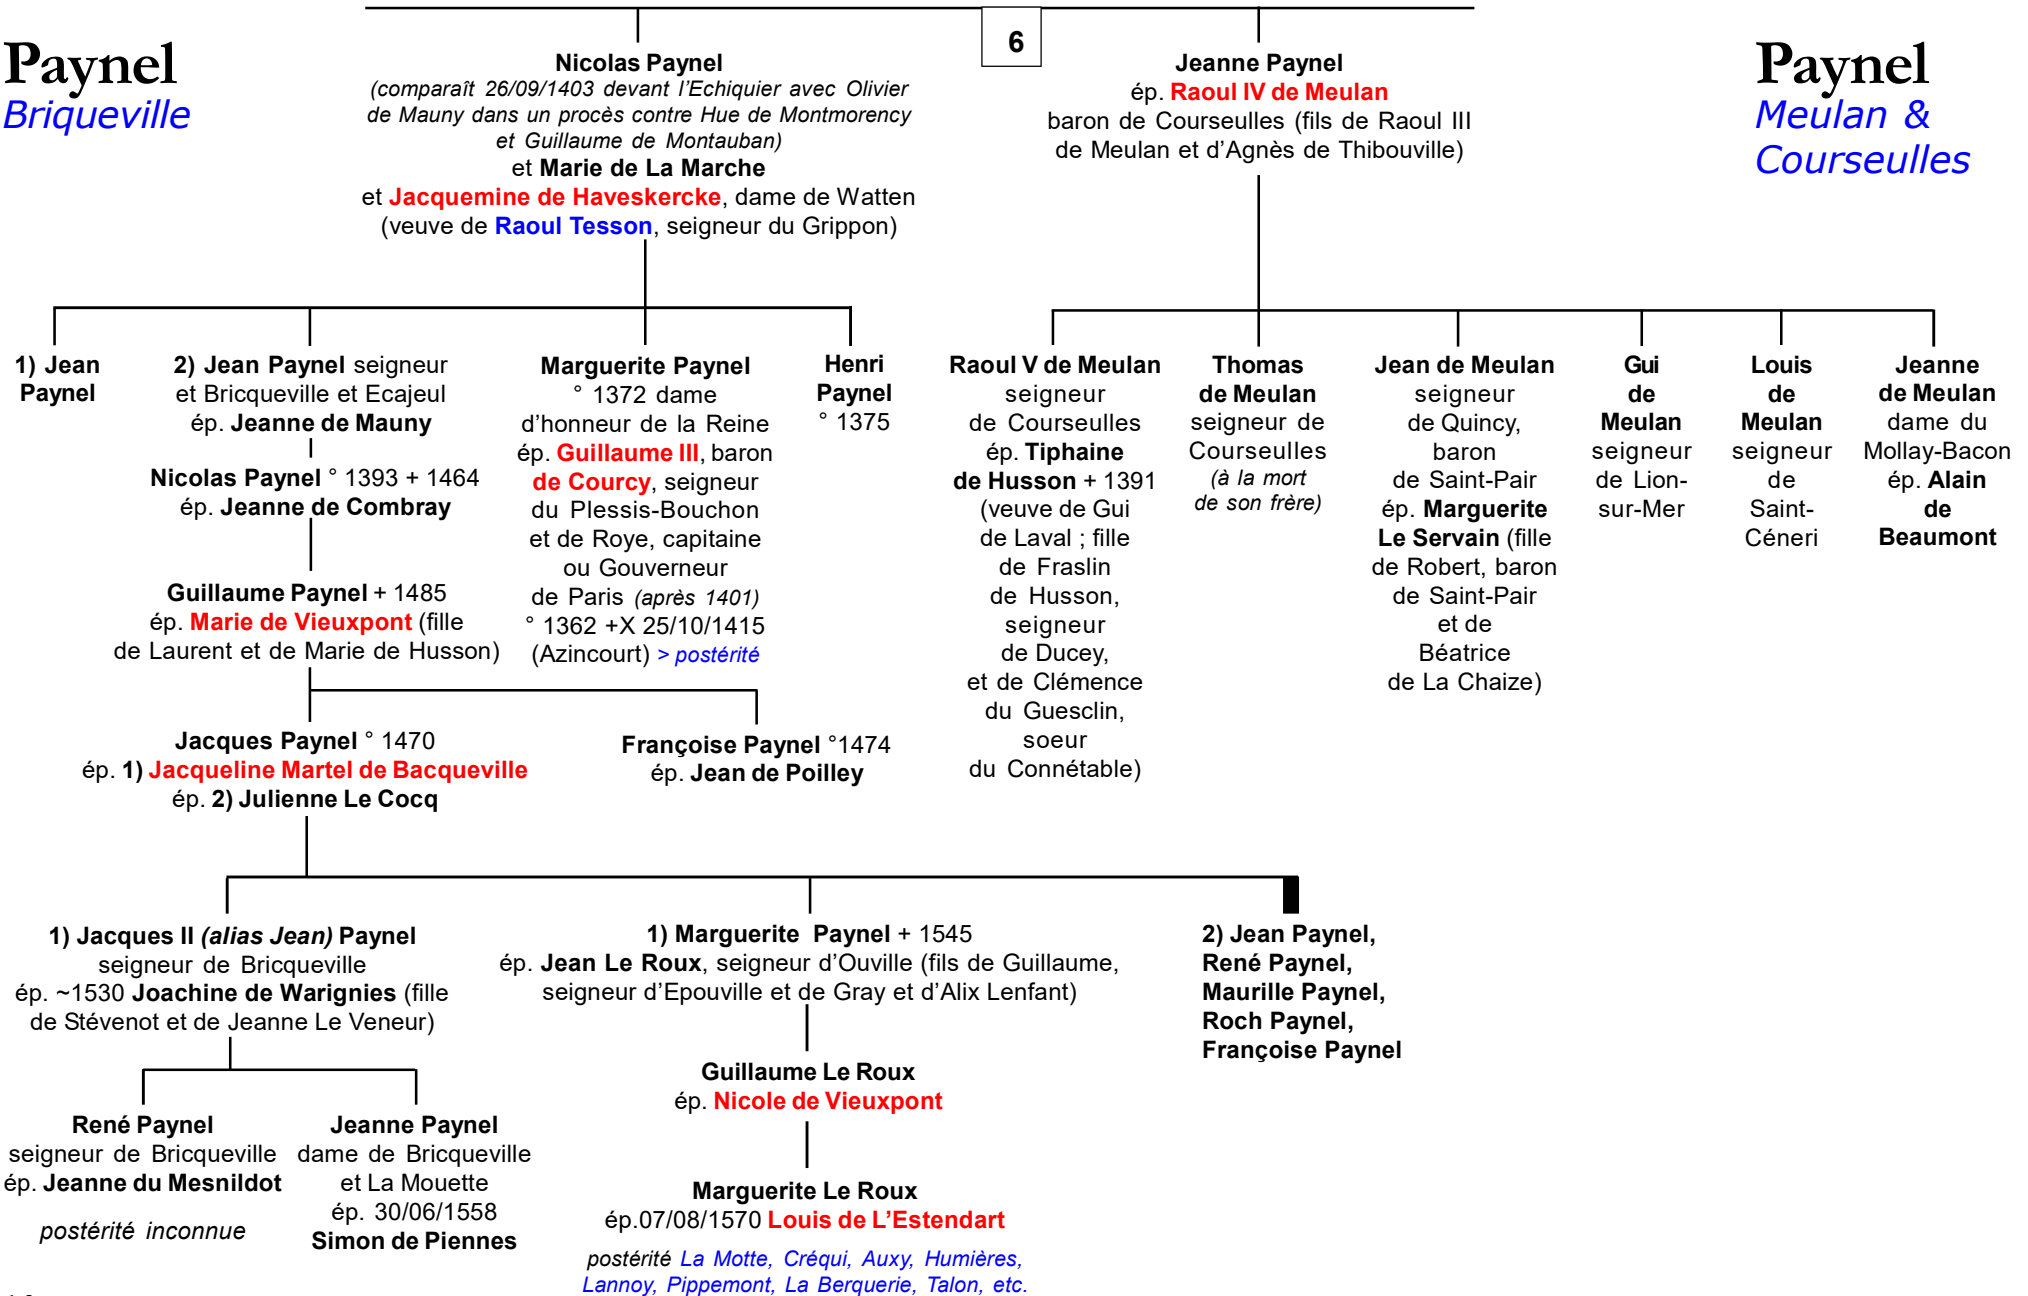 Paynel
Briqueville
6
Paynel
Meulan &
Courseulles
Nicolas Paynel
(comparaît 26/09/1403 devant l'Echiquier avec Olivier
de Mauny dans un procès contre Hue de Montmorency
et Guillaume de Montauban)
et Marie de La Marche
et Jacquemine de Haveskercke, dame de Watten
(veuve de Raoul Tesson, seigneur du Grippon)
Jeanne Paynel
ép. Raoul IV de Meulan
baron de Courseulles (fils de Raoul III
de Meulan et d'Agnès de Thibouville)
1) Jean
Paynel
2) Jean Paynel seigneur
et Bricqueville et Ecajeul
ép. Jeanne de Mauny
Nicolas Paynel ° 1393 + 1464
ép. Jeanne de Combray
Guillaume Paynel + 1485
ép. Marie de Vieuxpont (fille
de Laurent et de Marie de Husson)
Marguerite Paynel
° 1372 dame
d'honneur de la Reine
ép. Guillaume III, baron
de Courcy, seigneur
du Plessis-Bouchon
et de Roye, capitaine
ou Gouverneur
de Paris (après 1401)
° 1362 +X 25/10/1415
(Azincourt) > postérité
Henri
Paynel
° 1375
Raoul V de Meulan
seigneur
de Courseulles
ép. Tiphaine
de Husson + 1391
(veuve de Gui
de Laval ; fille
de Fraslin
de Husson,
seigneur
de Ducey,
et de Clémence
du Guesclin,
soeur
du Connétable)
Thomas
de Meulan
seigneur de
Courseulles
(à la mort
de son frère)
Jean de Meulan
seigneur
de Quincy,
baron
de Saint-Pair
ép. Marguerite
Le Servain (fille
de Robert, baron
de Saint-Pair
et de
Béatrice
de La Chaize)
Gui
de
Meulan
seigneur
de Lion-
sur-Mer
Louis
de
Meulan
seigneur
de
Saint-
Céneri
Jeanne
de Meulan
dame du
Mollay-Bacon
ép. Alain
de
Beaumont
Jacques Paynel ° 1470
ép. 1) Jacqueline Martel de Bacqueville
ép. 2) Julienne Le Cocq
Françoise Paynel °1474
ép. Jean de Poilley
1) Jacques II (alias Jean) Paynel
seigneur de Bricqueville
ép. ~1530 Joachine de Warignies (fille
de Stévenot et de Jeanne Le Veneur)
1) Marguerite Paynel + 1545
ép. Jean Le Roux, seigneur d'Ouville (fils de Guillaume,
seigneur d'Epouville et de Gray et d'Alix Lenfant)
2) Jean Paynel,
René Paynel,
Maurille Paynel,
Roch Paynel,
Françoise Paynel
René Paynel
seigneur de Bricqueville
ép. Jeanne du Mesnildot
postérité inconnue
Jeanne Paynel
dame de Bricqueville
et La Mouette
ép. 30/06/1558
Simon de Piennes
Guillaume Le Roux
ép. Nicole de Vieuxpont
Marguerite Le Roux
ép.07/08/1570 Louis de L'Estendart
postérité La Motte, Créqui, Auxy, Humières,
Lannoy, Pippemont, La Berquerie, Talon, etc.